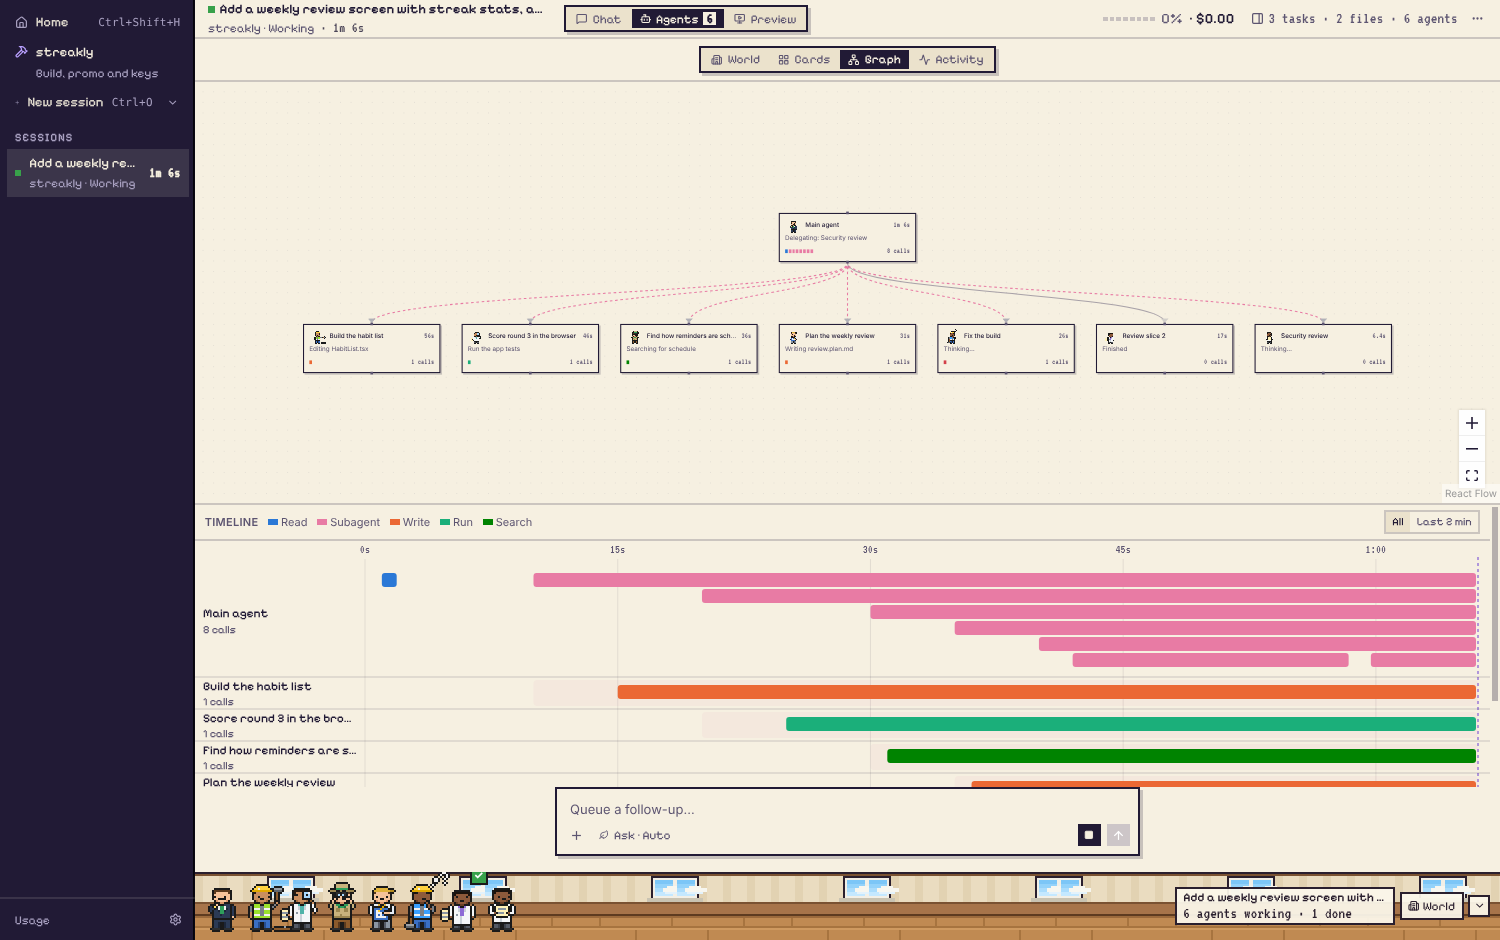 Home Ctrl+Shift+H
streakly
Build, promo and keys
New session Ctrl+O
SESSIONS
Add a weekly re... 1m 6s
streakly · Working
Usage
Add a weekly review screen with streak stats, a...
streakly · Working · 1m 6s
Chat Agents 6 Preview
0% · $0.00 3 tasks · 2 files · 6 agents
World Cards Graph Activity
Main agent 1m 6s
Delegating: Security review
8 calls
Build the habit list 56s
Editing HabitList.tsx
1 calls
Score round 3 in the browser 46s
Run the app tests
1 calls
Find how reminders are sch... 36s
Searching for schedule
1 calls
Plan the weekly review 31s
Writing review.plan.md
1 calls
Fix the build 26s
Thinking...
1 calls
Review slice 2 17s
Finished
0 calls
Security review 6.4s
Thinking...
0 calls
React Flow
TIMELINE Read Subagent Write Run Search All Last 2 min
0s 15s 30s 45s 1:00
Main agent
8 calls
Build the habit list
1 calls
Score round 3 in the bro...
1 calls
Find how reminders are s...
1 calls
Plan the weekly review
Queue a follow-up...
Ask · Auto
Add a weekly review screen with ...
6 agents working · 1 done
World